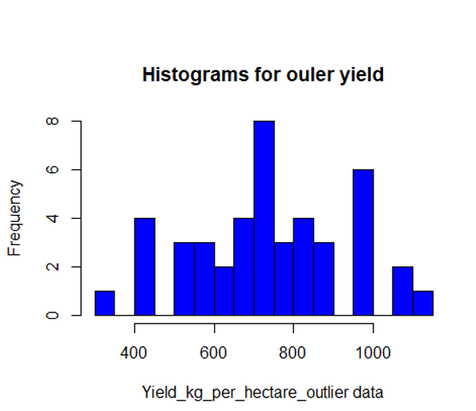 Histograms for ouler yield
Frequency
8
6
4
2
0
400 600 800 1000
Yield_kg_per_hectare_outlier data